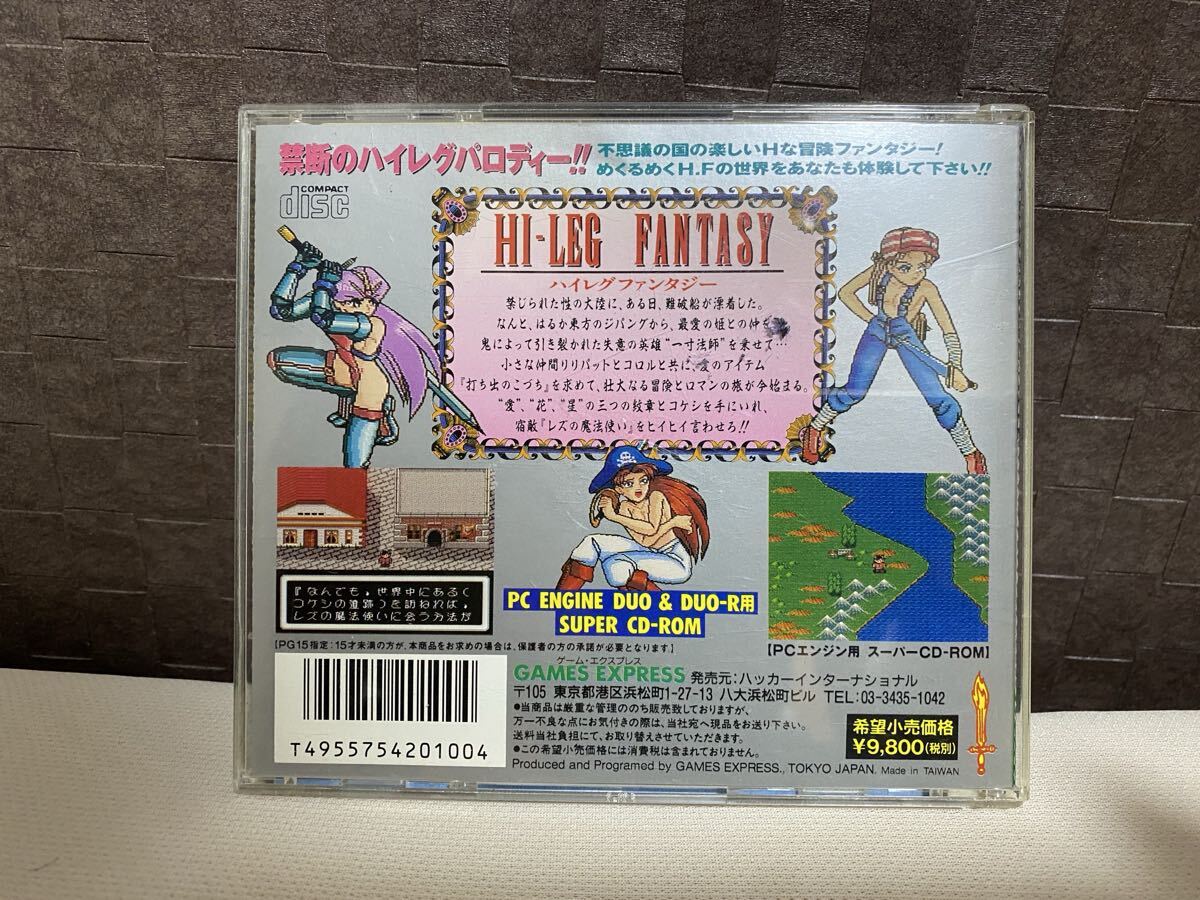 禁断のハイレグパロディー!!
不思議の国の楽しいHな冒険ファンタジー!
めくるめくH.Fの世界をあなたも体験して下さい!!
COMPACT
disc
HI-LEG FANTASY
ハイレグファンタジー
禁じられた性の大陸に、ある日、難破船が漂着した。
なんと、はるか東方のジパングから、最愛の姫との仲を
鬼によって引き裂かれた失意の英雄“一寸法師”を乗せて…
小さな仲間リリパットとコロルと共に、愛のアイテム
『打ち出のこづち』を求めて、壮大なる冒険とロマンの旅が今始まる。
“愛”、“花”、“星”の三つの紋章とコケシを手にいれ、
宿敵『レズの魔法使い』をヒイヒイ言わせろ!!
『なんでも，世界中にあるく
コケシの遺跡〉を訪ねれば，
レズの魔法使いに会う方法が
PC ENGINE DUO & DUO-R用
SUPER CD-ROM
【PCエンジン用 スーパーCD-ROM】
【PG15指定：15才未満の方が、本商品をお求めの場合は、保護者の方の承諾が必要となります】
ゲーム・エクスプレス
GAMES EXPRESS 発売元：ハッカーインターナショナル
〒105 東京都港区浜松町1-27-13 八大浜松町ビル TEL：03-3435-1042
●当商品は厳重な管理ののち販売致しておりますが、
万一不良な点にお気付きの際は、当社宛へ現品をお送り下さい。
送料当社負担にて、お取り替えさせていただきます。
●この希望小売価格には消費税は含まれておりません。
Produced and Programed by GAMES EXPRESS., TOKYO JAPAN. Made in TAIWAN
希望小売価格
¥9,800(税別)
T4955754201004